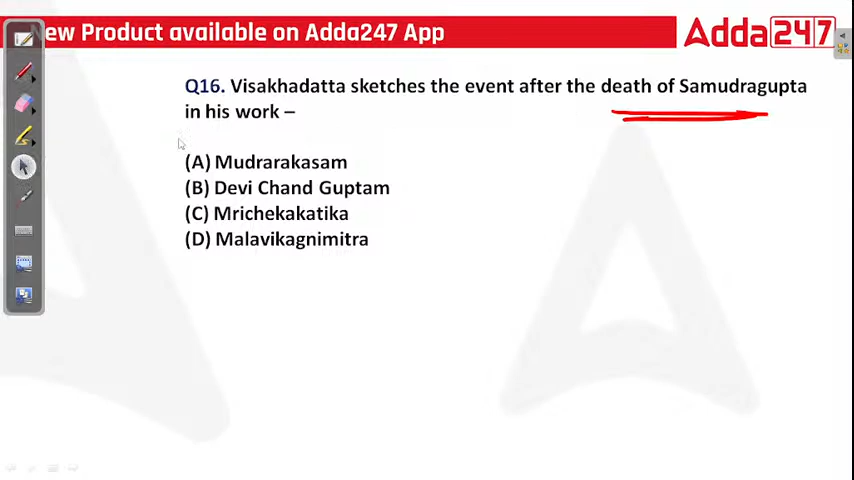 New Product available on Adda247 App
Adda247
Q16. Visakhadatta sketches the event after the death of Samudragupta
in his work –
(A) Mudrarakasam
(B) Devi Chand Guptam
(C) Mrichekakatika
(D) Malavikagnimitra